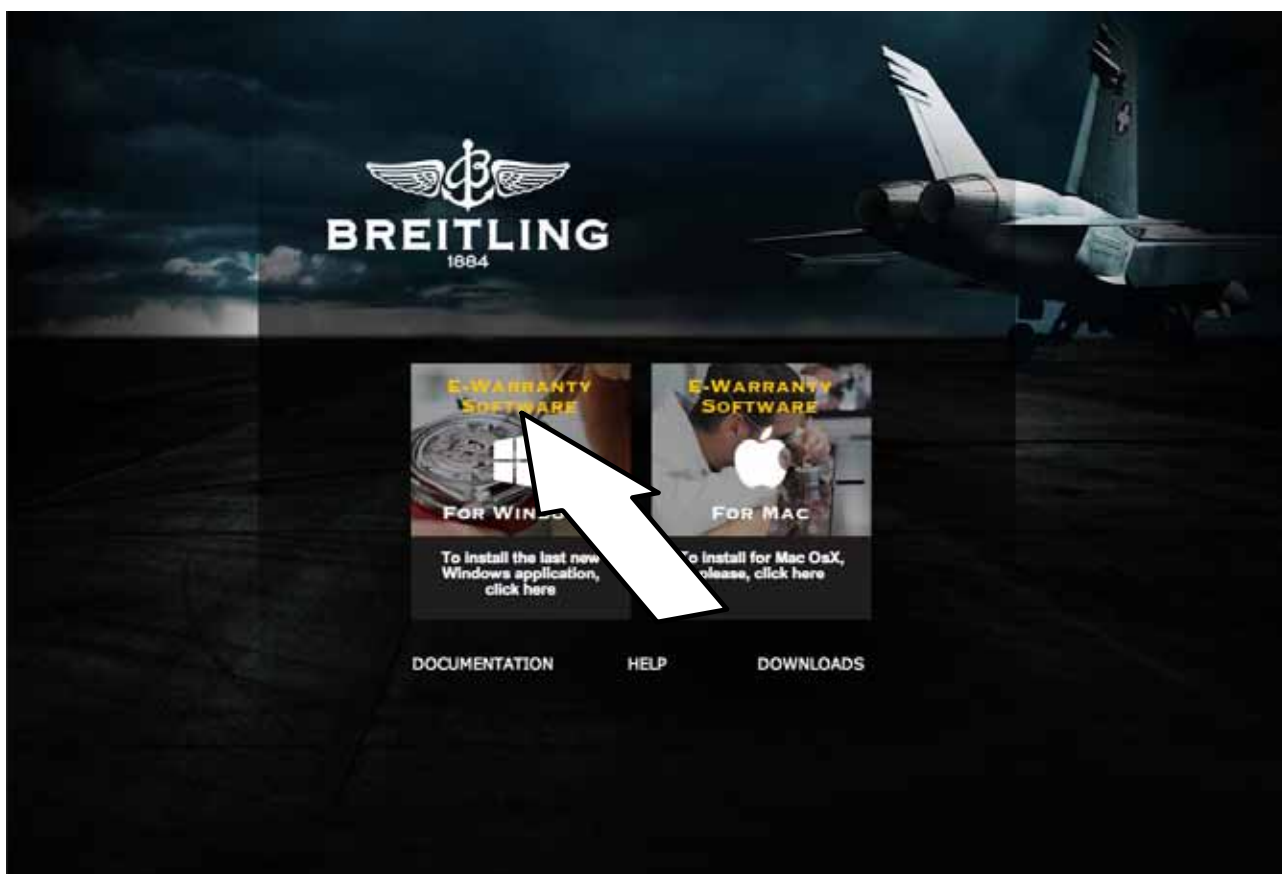 BREITLING
1884
E-WARRANTY
SOFTWARE
FOR
To install the last new
Windows application,
click here
E-WARRANTY
SOFTWARE
FOR MAC
To install for Mac OsX,
please, click here
DOCUMENTATION
HELP
DOWNLOADS